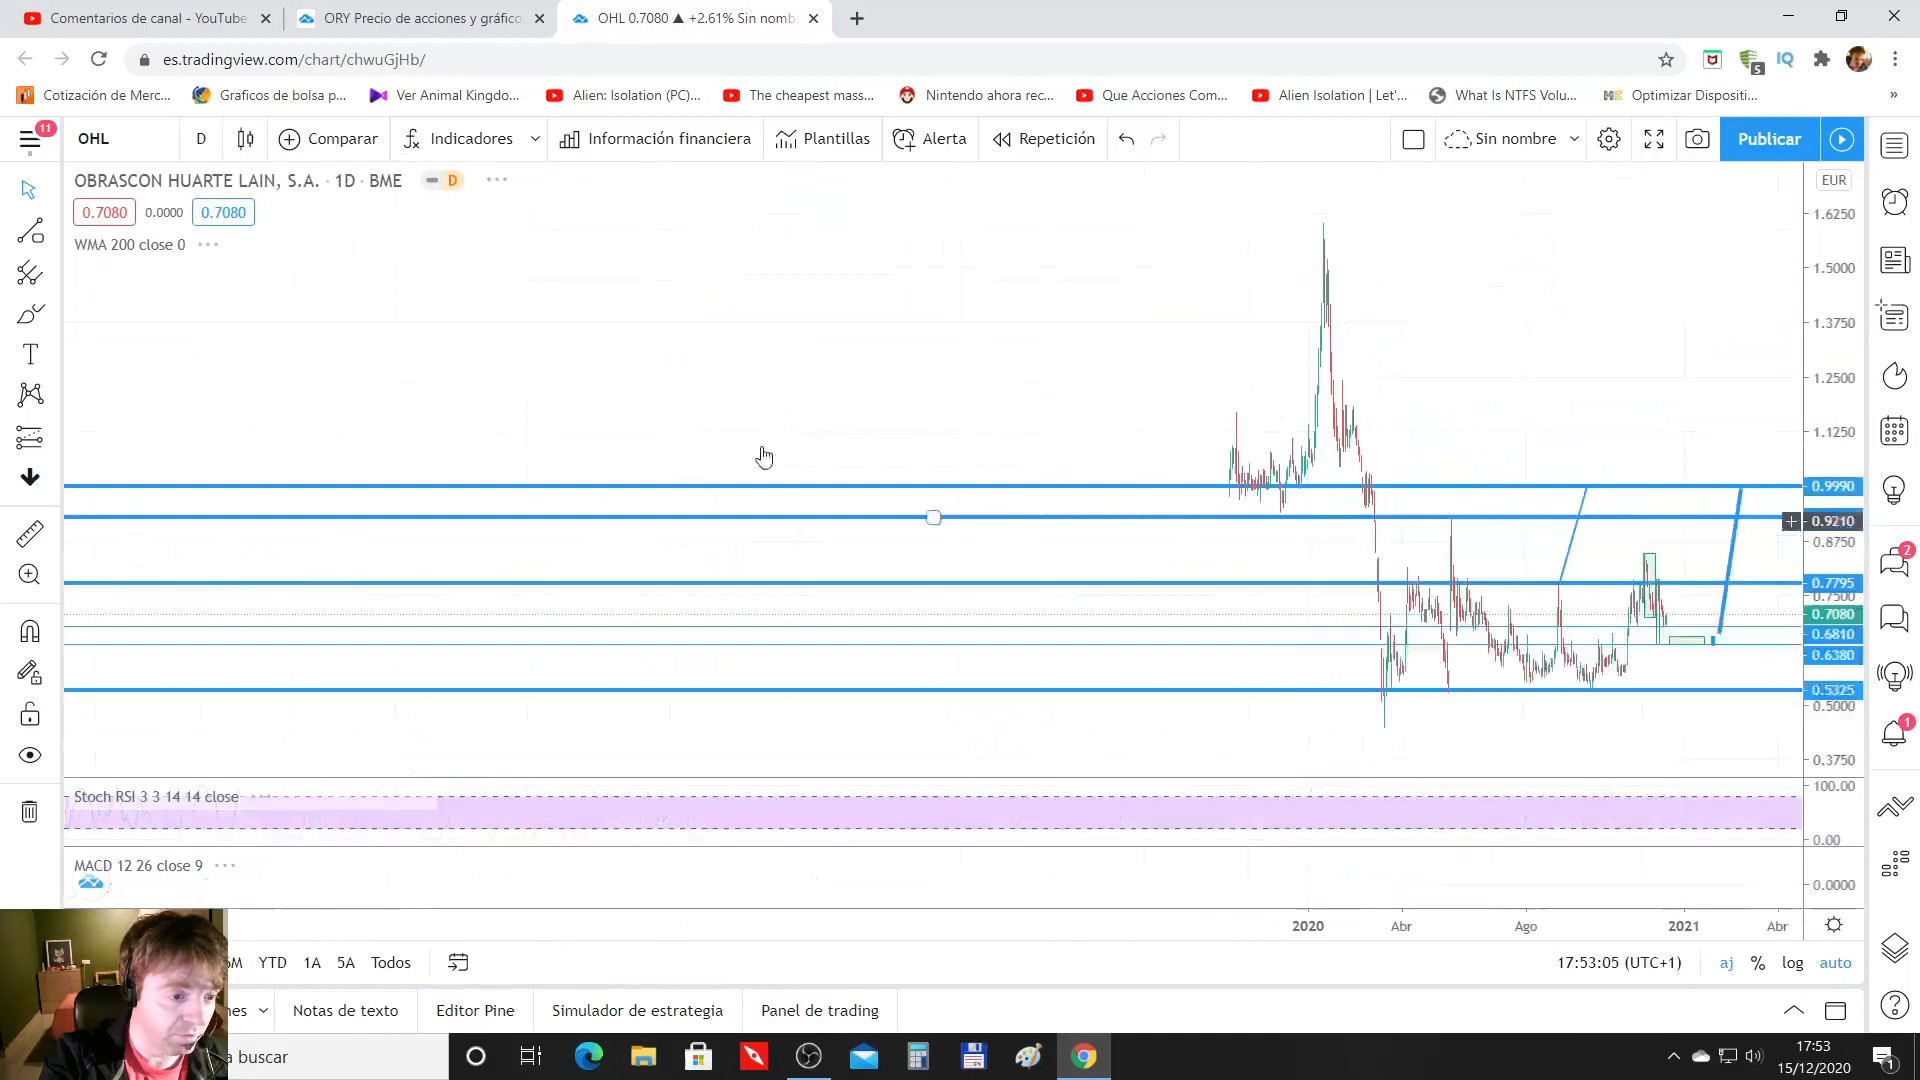 Comentarios de canal - YouTube
ORY Precio de acciones y gráfico
OHL 0.7080 ▲ +2.61% Sin nomb
es.tradingview.com/chart/chwuGjHb/
5
IQ
Cotización de Merc...
Graficos de bolsa p...
Ver Animal Kingdo...
Alien: Isolation (PC)...
The cheapest mass...
Nintendo ahora rec...
Que Acciones Com...
Alien Isolation | Let'...
What Is NTFS Volu...
Optimizar Dispositi...
»
11
OHL
D
Comparar
Indicadores
Información financiera
Plantillas
Alerta
Repetición
Sin nombre
Publicar
OBRASCON HUARTE LAIN, S.A. · 1D · BME
D
EUR
0.7080
0.0000
0.7080
WMA 200 close 0
1.6250
1.5000
1.3750
1.2500
1.1250
0.9990
0.9210
0.8750
0.7795
0.7500
0.7080
0.6810
0.6380
0.5325
0.5000
0.3750
2
1
Stoch RSI 3 3 14 14 close
100.00
0.00
MACD 12 26 close 9
0.0000
2020
Abr
Ago
2021
Abr
YTD
1A
5A
Todos
17:53:05 (UTC+1)
aj
%
log
auto
nes
Notas de texto
Editor Pine
Simulador de estrategia
Panel de trading
a buscar
17:53
15/12/2020
1